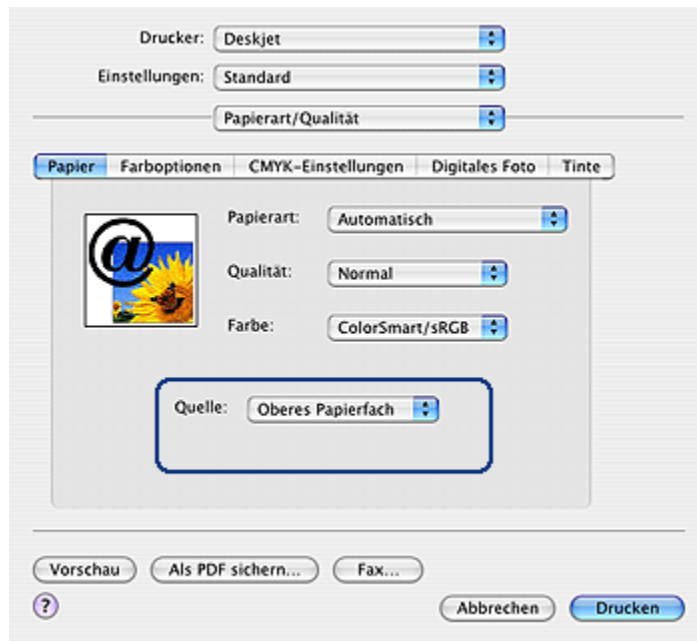 Drucker: Deskjet
Einstellungen: Standard
Papierart/Qualität
Papier Farboptionen CMYK-Einstellungen Digitales Foto Tinte
Papierart: Automatisch
@
Qualität: Normal
Farbe: ColorSmart/sRGB
Quelle: Oberes Papierfach
Vorschau Als PDF sichern... Fax...
? Abbrechen Drucken